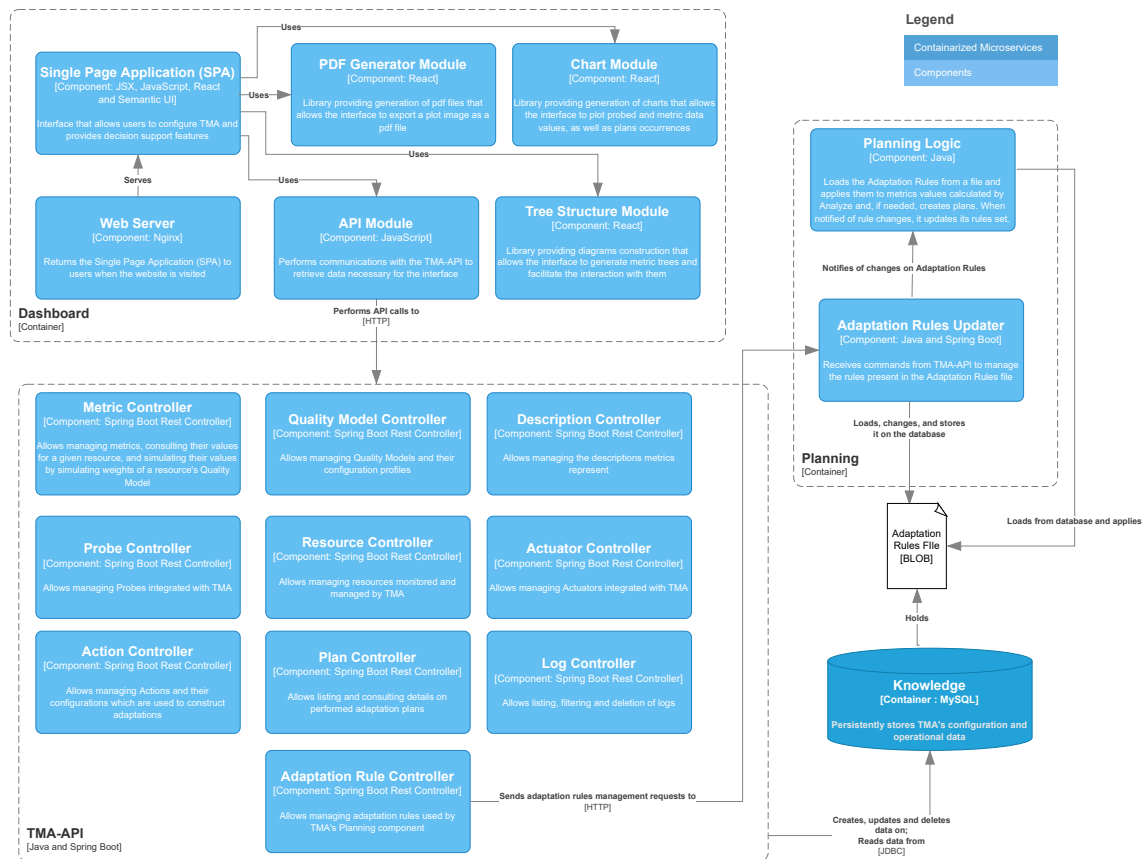 Uses
Single Page Application (SPA)
[Component: JSX, JavaScript, React
and Semantic UI]
Interface that allows users to configure TMA and
provides decision support features
Uses
PDF Generator Module
[Component: React]
Library providing generation of pdf files that
allows the interface to export a plot image as a
pdf file
Chart Module
[Component: React]
Library providing generation of charts that allows
the interface to plot probed and metric data
values, as well as plans occurrences
Uses
Serves
Uses
Web Server
[Component: Nginx]
Returns the Single Page Application (SPA) to
users when the website is visited
API Module
[Component: JavaScript]
Performs communications with the TMA-API to
retrieve data necessary for the interface
Tree Structure Module
[Component: React]
Library providing diagrams construction that
allows the interface to generate metric trees and
facilitate the interaction with them
Dashboard
[Container]
Performs API calls to
[HTTP]
Legend
Containarized Microservices
Components
Planning Logic
[Component: Java]
Loads the Adaptation Rules from a file and
applies them to metrics values calculated by
Analyze and, if needed, creates plans. When
notified of rule changes, it updates its rules set.
Notifies of changes on Adaptation Rules
Adaptation Rules Updater
[Component: Java and Spring Boot]
Receives commands from TMA-API to manage
the rules present in the Adaptation Rules file
Loads, changes, and stores
it on the database
Planning
[Container]
Loads from database and applies
Adaptation
Rules FIle
[BLOB]
Holds
Knowledge
[Container : MySQL]
Persistently stores TMA's configuration and
operational data
Metric Controller
[Component: Spring Boot Rest Controller]
Allows managing metrics, consulting their values
for a given resource, and simulating their values
by simulating weights of a resource's Quality
Model
Quality Model Controller
[Component: Spring Boot Rest Controller]
Allows managing Quality Models and their
configuration profiles
Description Controller
[Component: Spring Boot Rest Controller]
Allows managing the descriptions metrics
represent
Probe Controller
[Component: Spring Boot Rest Controller]
Allows managing Probes integrated with TMA
Resource Controller
[Component: Spring Boot Rest Controller]
Allows managing resources monitored and
managed by TMA
Actuator Controller
[Component: Spring Boot Rest Controller]
Allows managing Actuators integrated with TMA
Action Controller
[Component: Spring Boot Rest Controller]
Allows managing Actions and their
configurations which are used to construct
adaptations
Plan Controller
[Component: Spring Boot Rest Controller]
Allows listing and consulting details on
performed adaptation plans
Log Controller
[Component: Spring Boot Rest Controller]
Allows listing, filtering and deletion of logs
Adaptation Rule Controller
[Component: Spring Boot Rest Controller]
Allows managing adaptation rules used by
TMA's Planning component
Sends adaptation rules management requests to
[HTTP]
TMA-API
[Java and Spring Boot]
Creates, updates and deletes
data on;
Reads data from
[JDBC]